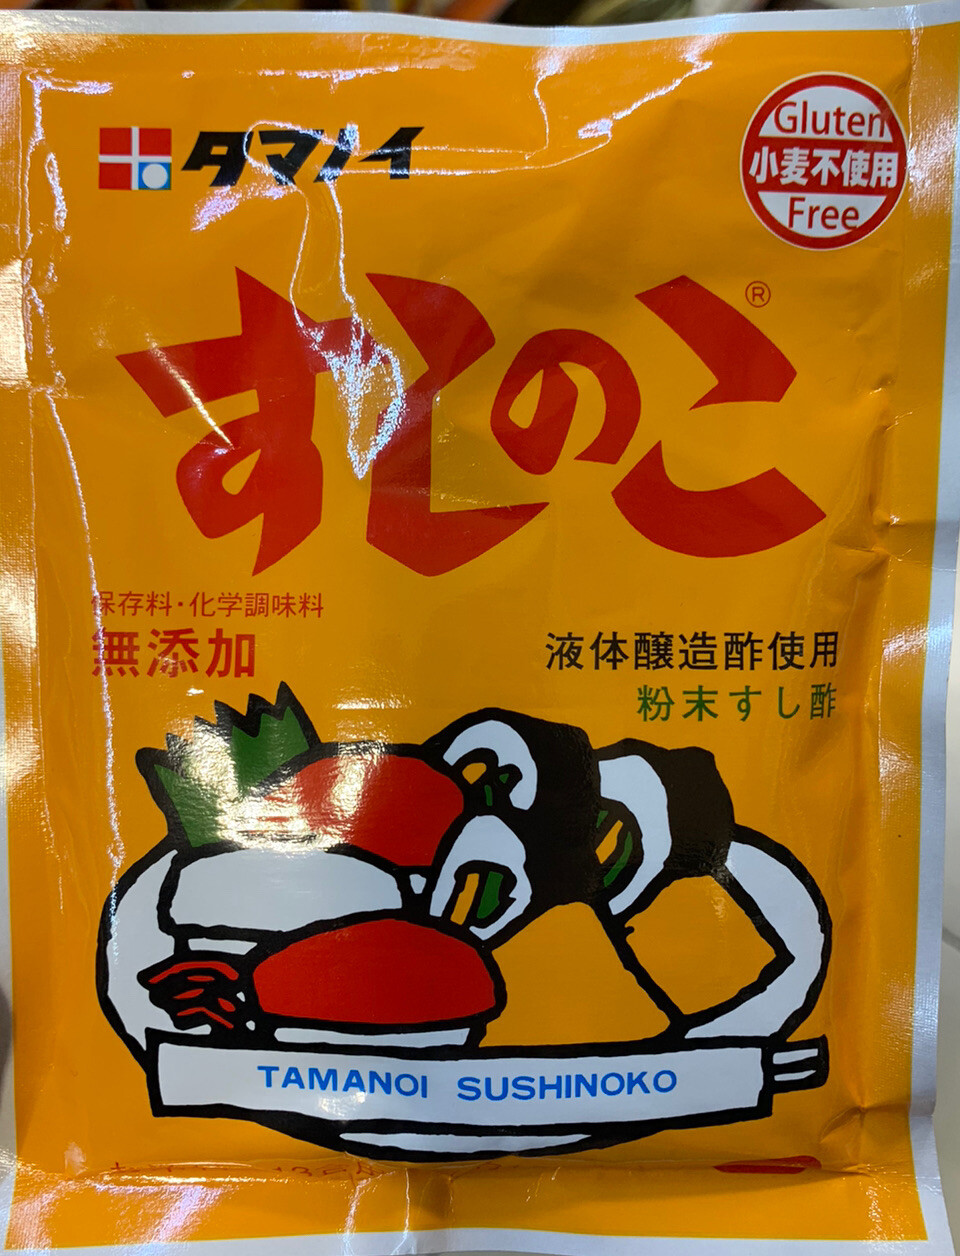 タマノイ
Gluten
小麦不使用
Free
すしのこ®
保存料・化学調味料
無添加
液体醸造酢使用
粉末すし酢
TAMANOI SUSHINOKO